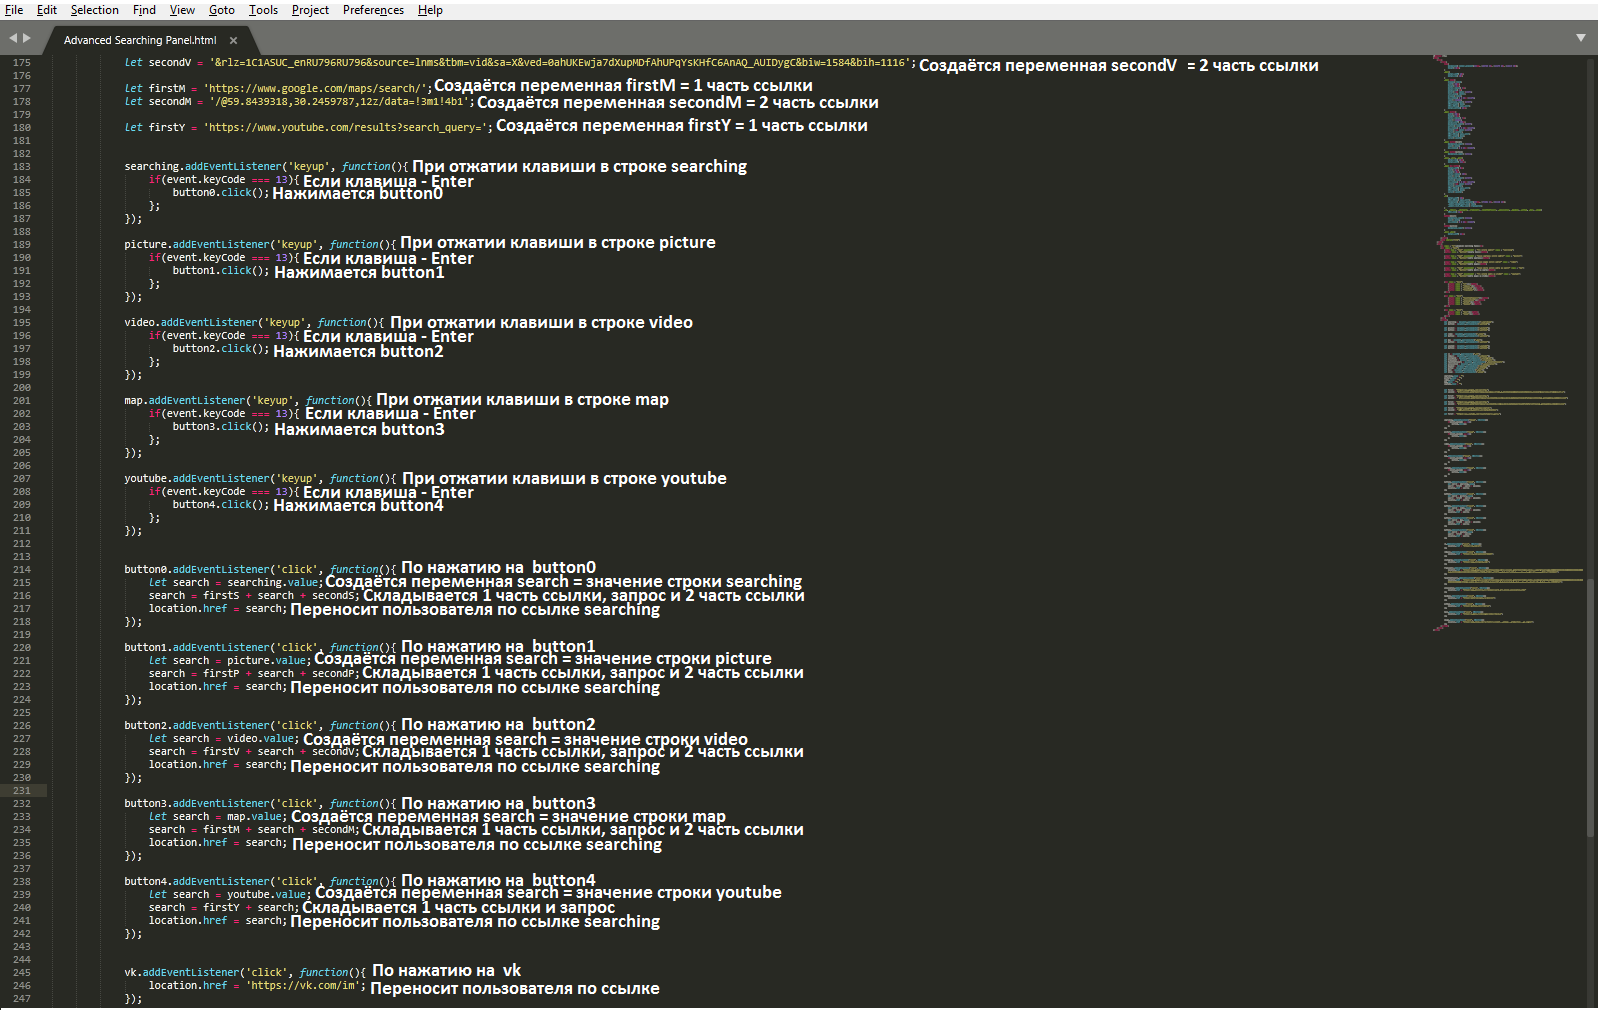 File Edit Selection Find View Goto Tools Project Preferences Help
Advanced Searching Panel.html ×
175 let secondV = '&rlz=1C1ASUC_enRU796RU796&source=lnms&tbm=vid&sa=X&ved=0ahUKEwja7dXupMDfAhUPqYsKHfC6AnAQ_AUIDygC&biw=1584&bih=1116'; Создаётся переменная secondV = 2 часть ссылки
176
177 let firstM = 'https://www.google.com/maps/search/'; Создаётся переменная firstM = 1 часть ссылки
178 let secondM = '/@59.8439318,30.2459787,12z/data=!3m1!4b1'; Создаётся переменная secondM = 2 часть ссылки
179
180 let firstY = 'https://www.youtube.com/results?search_query='; Создаётся переменная firstY = 1 часть ссылки
181
182
183 searching.addEventListener('keyup', function(){ При отжатии клавиши в строке searching
184 if(event.keyCode === 13){ Если клавиша - Enter
185 button0.click(); Нажимается button0
186 };
187 });
188
189 picture.addEventListener('keyup', function(){ При отжатии клавиши в строке picture
190 if(event.keyCode === 13){ Если клавиша - Enter
191 button1.click(); Нажимается button1
192 };
193 });
194
195 video.addEventListener('keyup', function(){ При отжатии клавиши в строке video
196 if(event.keyCode === 13){ Если клавиша - Enter
197 button2.click(); Нажимается button2
198 };
199 });
200
201 map.addEventListener('keyup', function(){ При отжатии клавиши в строке map
202 if(event.keyCode === 13){ Если клавиша - Enter
203 button3.click(); Нажимается button3
204 };
205 });
206
207 youtube.addEventListener('keyup', function(){ При отжатии клавиши в строке youtube
208 if(event.keyCode === 13){ Если клавиша - Enter
209 button4.click(); Нажимается button4
210 };
211 });
212
213
214 button0.addEventListener('click', function(){ По нажатию на button0
215 let search = searching.value; Создаётся переменная search = значение строки searching
216 search = firstS + search + secondS; Складывается 1 часть ссылки, запрос и 2 часть ссылки
217 location.href = search; Переносит пользователя по ссылке searching
218 });
219
220 button1.addEventListener('click', function(){ По нажатию на button1
221 let search = picture.value; Создаётся переменная search = значение строки picture
222 search = firstP + search + secondP; Складывается 1 часть ссылки, запрос и 2 часть ссылки
223 location.href = search; Переносит пользователя по ссылке searching
224 });
225
226 button2.addEventListener('click', function(){ По нажатию на button2
227 let search = video.value; Создаётся переменная search = значение строки video
228 search = firstV + search + secondV; Складывается 1 часть ссылки, запрос и 2 часть ссылки
229 location.href = search; Переносит пользователя по ссылке searching
230 });
231
232 button3.addEventListener('click', function(){ По нажатию на button3
233 let search = map.value; Создаётся переменная search = значение строки map
234 search = firstM + search + secondM; Складывается 1 часть ссылки, запрос и 2 часть ссылки
235 location.href = search; Переносит пользователя по ссылке searching
236 });
237
238 button4.addEventListener('click', function(){ По нажатию на button4
239 let search = youtube.value; Создаётся переменная search = значение строки youtube
240 search = firstY + search; Складывается 1 часть ссылки и запрос
241 location.href = search; Переносит пользователя по ссылке searching
242 });
243
244
245 vk.addEventListener('click', function(){ По нажатию на vk
246 location.href = 'https://vk.com/im'; Переносит пользователя по ссылке
247 });